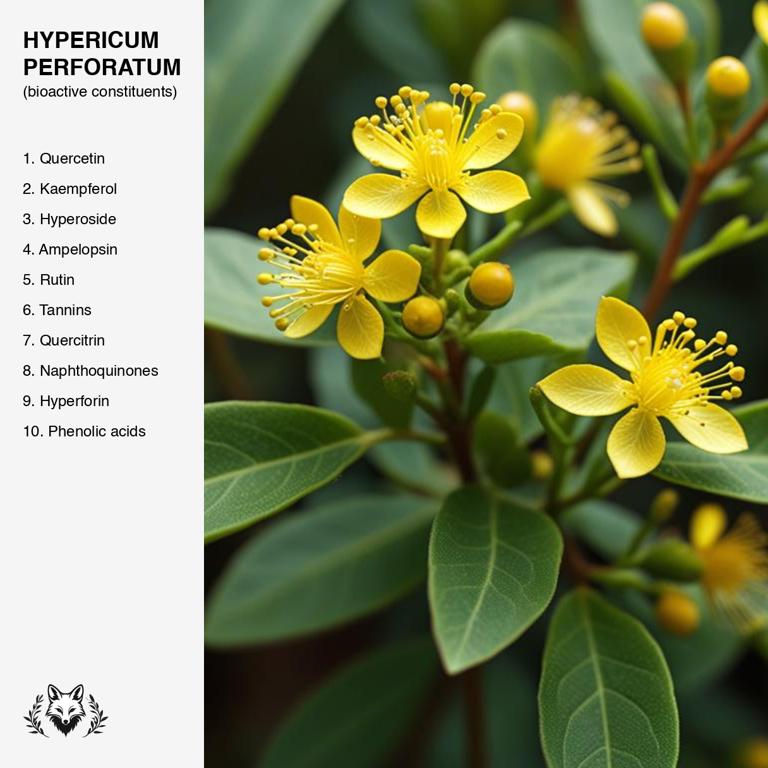 HYPERICUM
PERFORATUM
(bioactive constituents)
1. Quercetin
2. Kaempferol
3. Hyperoside
4. Ampelopsin
5. Rutin
6. Tannins
7. Quercitrin
8. Naphthoquinones
9. Hyperforin
10. Phenolic acids